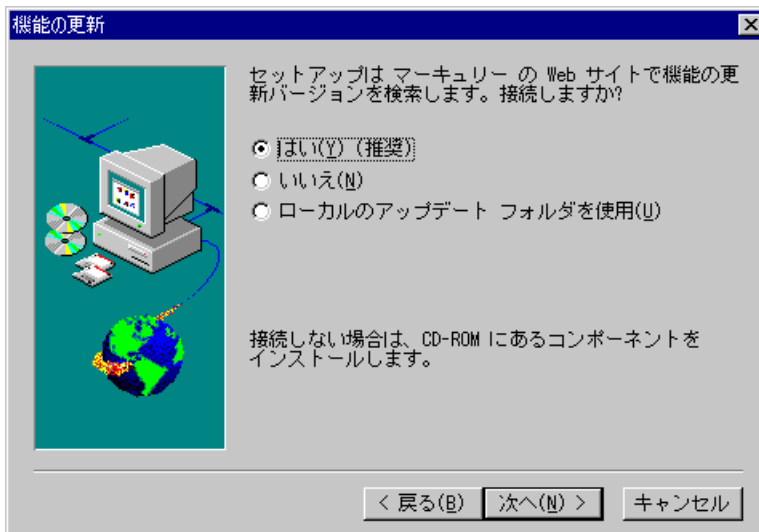 機能の更新
セットアップは マーキュリー の Web サイトで機能の更
新バージョンを検索します。接続しますか?
はい(Y) (推奨)
いいえ(N)
ローカルのアップデート フォルダを使用(U)
接続しない場合は、CD-ROM にあるコンポーネントを
インストールします。
< 戻る(B) 次へ(N) > キャンセル